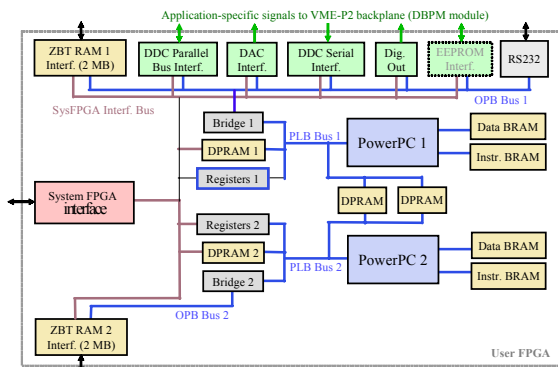 Application-specific signals to VME-P2 backplane (DBPM module)
ZBT RAM 1
Interf. (2 MB)
DDC Parallel
Bus Interf.
DAC
Interf.
DDC Serial
Interf.
Dig.
Out
EEPROM
Interf.
RS232
SysFPGA Interf. Bus
OPB Bus 1
Bridge 1
PLB Bus 1
DPRAM 1
Registers 1
PowerPC 1
Data BRAM
Instr. BRAM
System FPGA
interface
DPRAM
DPRAM
Registers 2
DPRAM 2
PLB Bus 2
Bridge 2
PowerPC 2
Data BRAM
Instr. BRAM
OPB Bus 2
ZBT RAM 2
Interf. (2 MB)
User FPGA